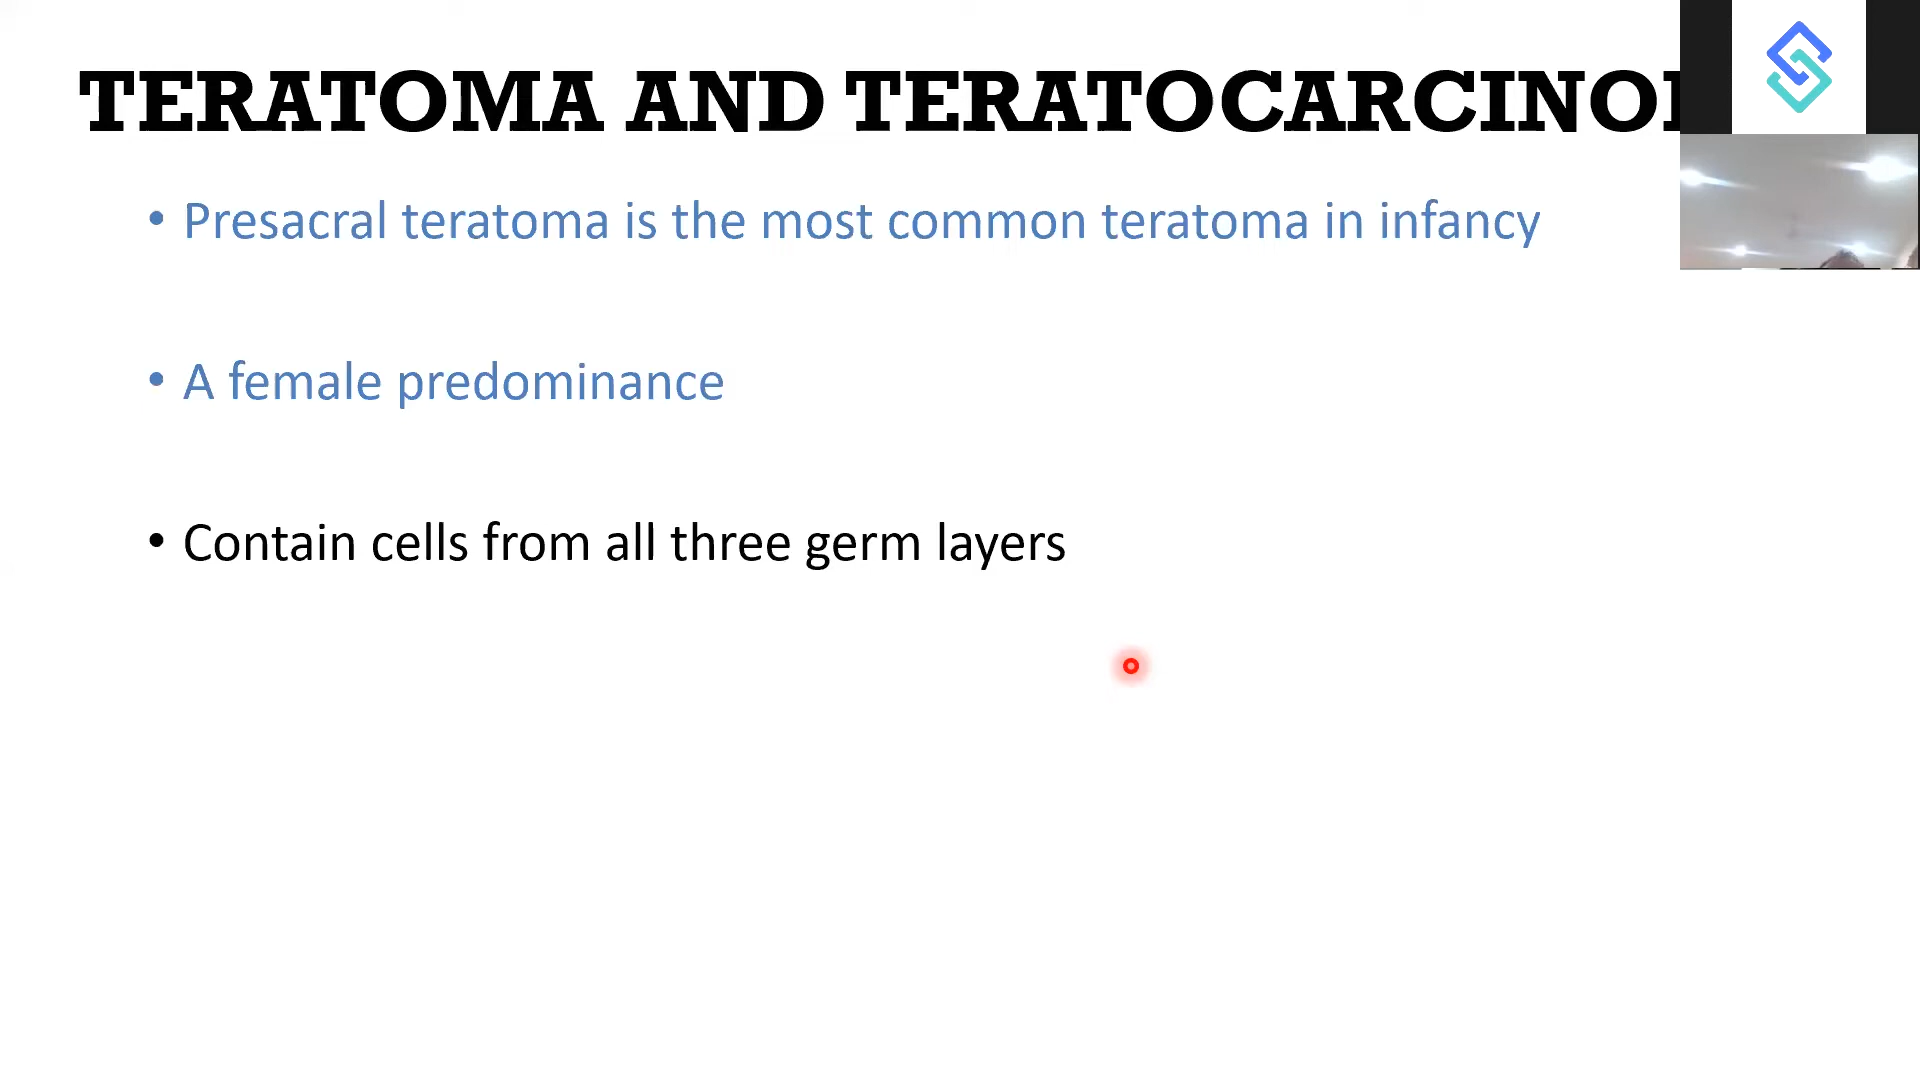 TERATOMA AND
• Presacral teratoma is the most common teratoma in infancy
• A female predominance
• Contain cells from all three germ layers